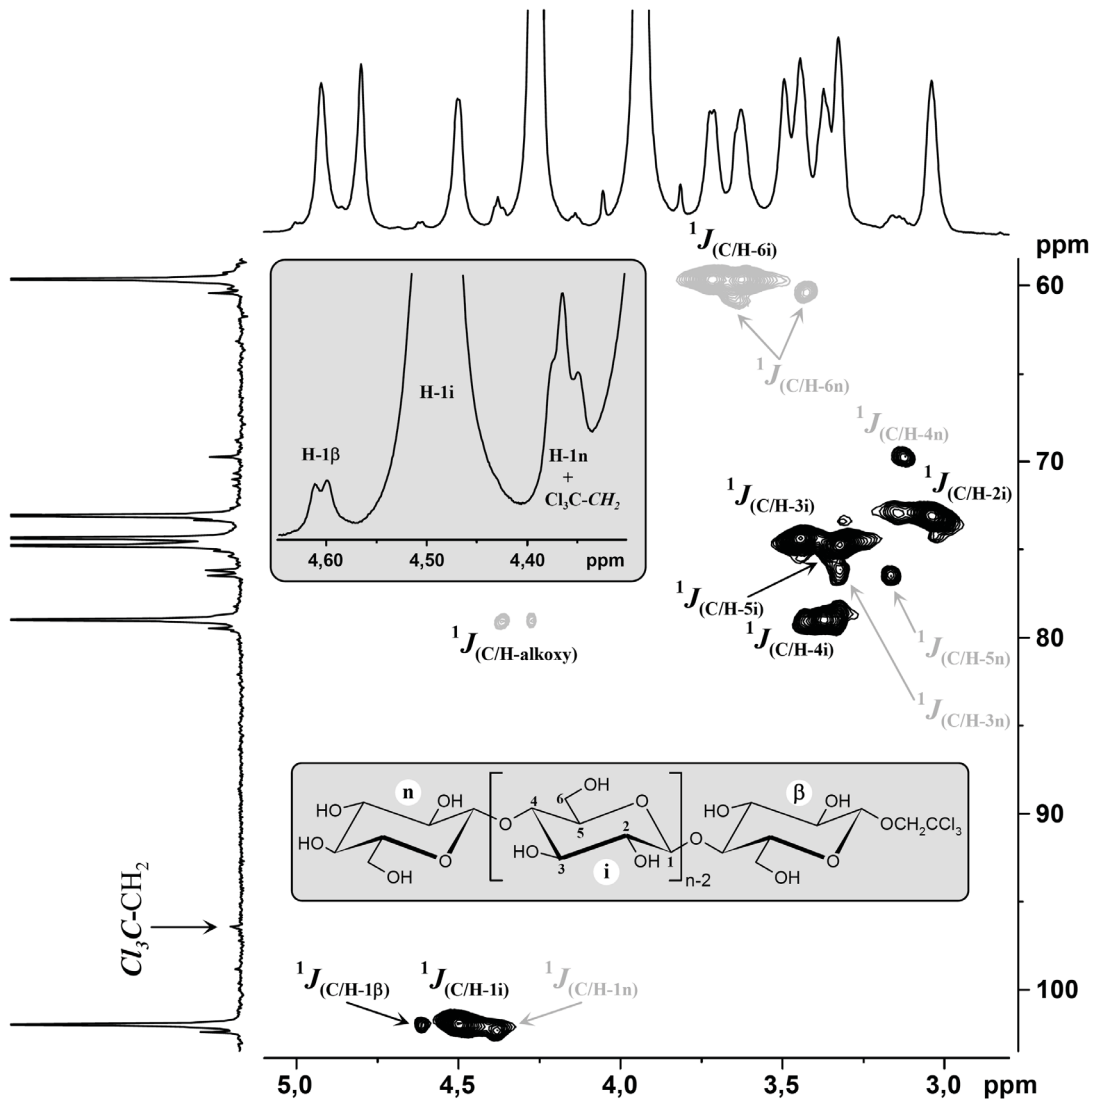 ppm
¹J(C/H-6i)
60
¹J(C/H-6n)
¹J(C/H-4n)
70
H-1i
H-1β
H-1n
+
Cl₃C-CH₂
4,60
4,50
4,40
ppm
¹J(C/H-3i)
¹J(C/H-2i)
¹J(C/H-5i)
¹J(C/H-alkoxy)
¹J(C/H-4i)
80
¹J(C/H-5n)
¹J(C/H-3n)
n
β
HO
OH
6
OH
HO
OH
90
HO
O
4
O
5
2
O
O
OCH₂CCl₃
HO
3
i
OH
1
n-2
O
OH
OH
Cl₃C-CH₂
¹J(C/H-1β)
¹J(C/H-1i)
¹J(C/H-1n)
100
5,0
4,5
4,0
3,5
3,0
ppm